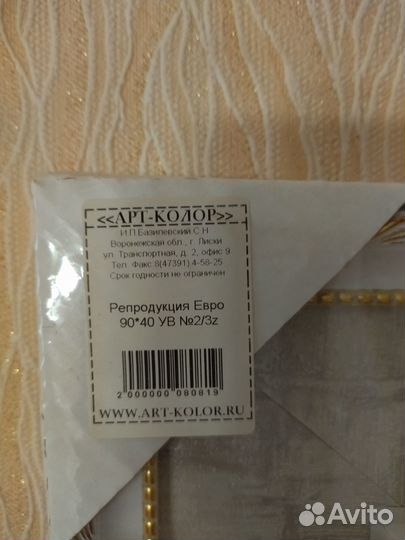 «АРТ-КОЛОР»
И.П.Базилевский С Н
Воронежская обл., г. Лиски
ул. Транспортная, д. 2, офис 9
Тел. Факс:8(47391) 4-58-25
Срок годности не ограничен
Репродукция Евро
90*40 УВ №2/3z
2 000000 080819
WWW.ART-KOLOR.RU
Avito